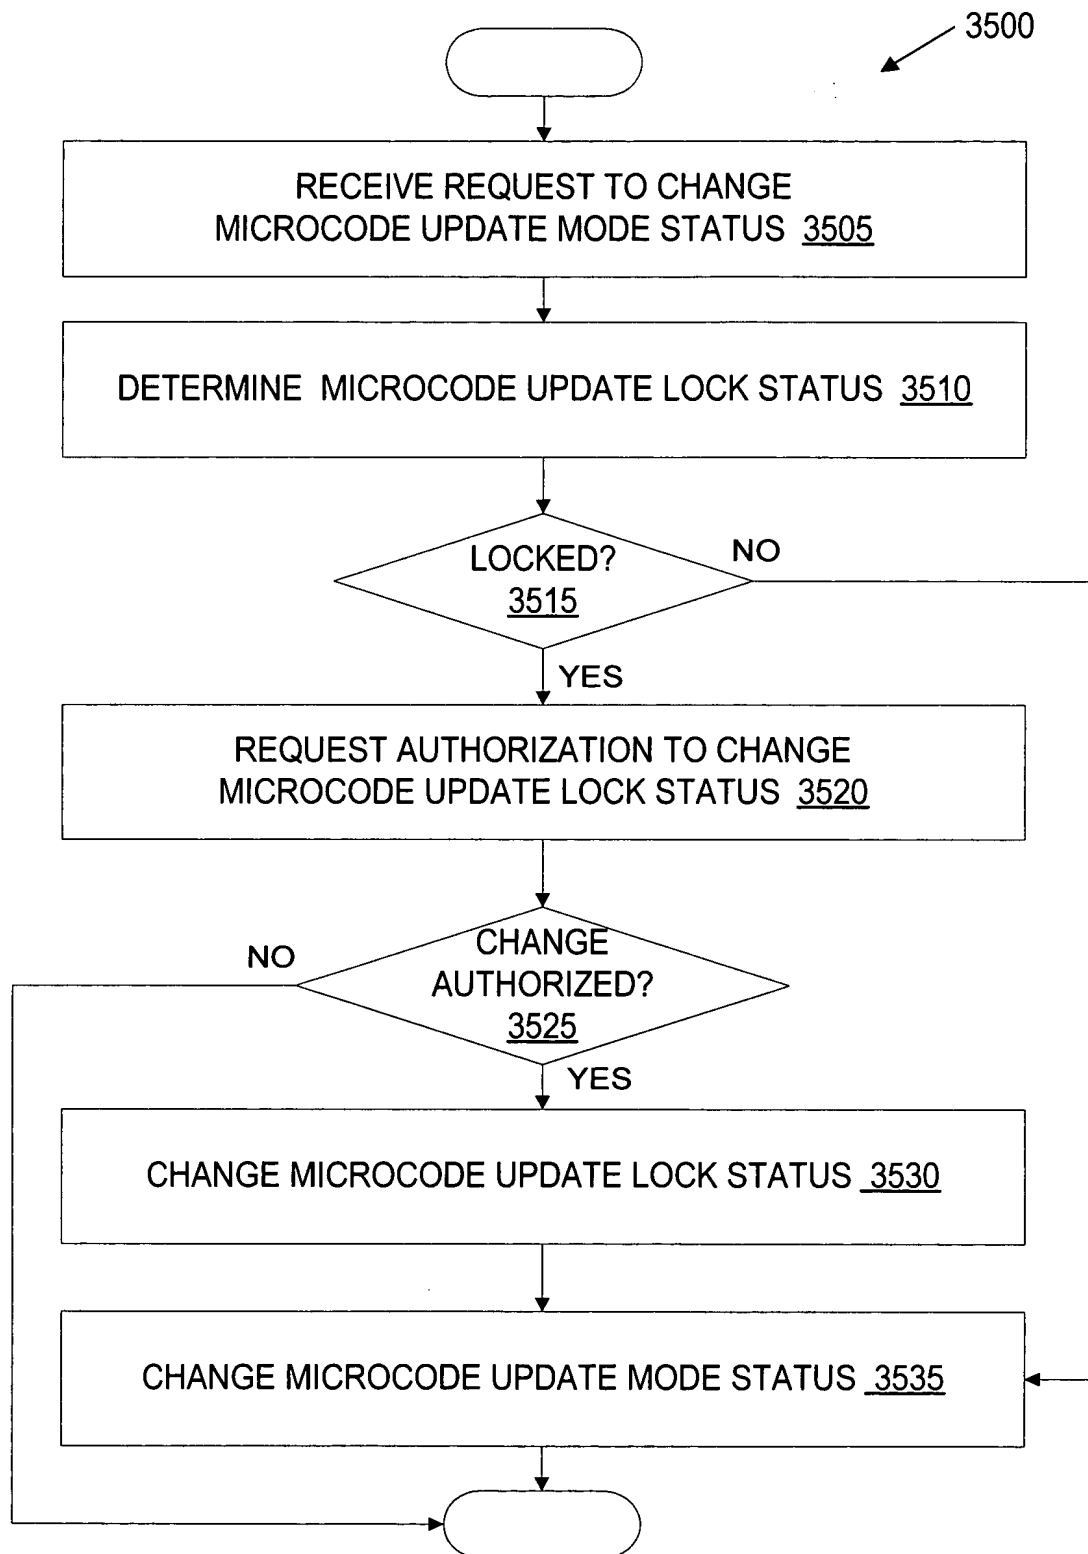 3500
RECEIVE REQUEST TO CHANGE
MICROCODE UPDATE MODE STATUS 3505
DETERMINE MICROCODE UPDATE LOCK STATUS 3510
LOCKED?
3515
NO
YES
REQUEST AUTHORIZATION TO CHANGE
MICROCODE UPDATE LOCK STATUS 3520
CHANGE
AUTHORIZED?
3525
NO
YES
CHANGE MICROCODE UPDATE LOCK STATUS 3530
CHANGE MICROCODE UPDATE MODE STATUS 3535